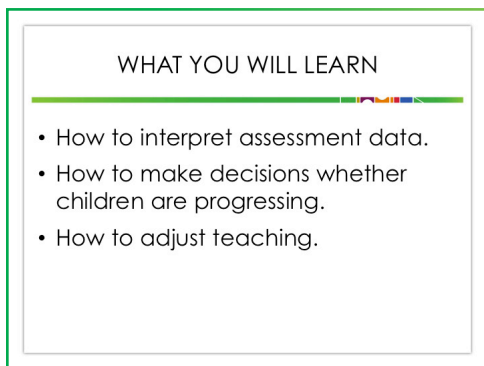 WHAT YOU WILL LEARN
• How to interpret assessment data.
• How to make decisions whether
children are progressing.
• How to adjust teaching.